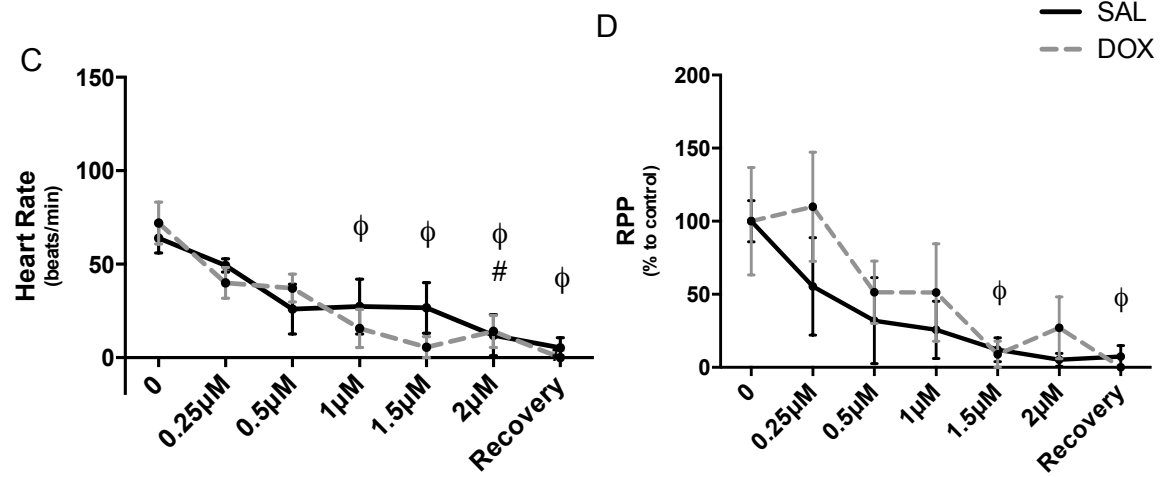 SAL
DOX
C
150
100
50
0
Heart Rate
(beats/min)
ϕ
ϕ
ϕ
#
ϕ
0
0.25µM
0.5µM
1µM
1.5µM
2µM
Recovery
D
200
150
100
50
0
RPP
(% to control)
ϕ
ϕ
0
0.25µM
0.5µM
1µM
1.5µM
2µM
Recovery